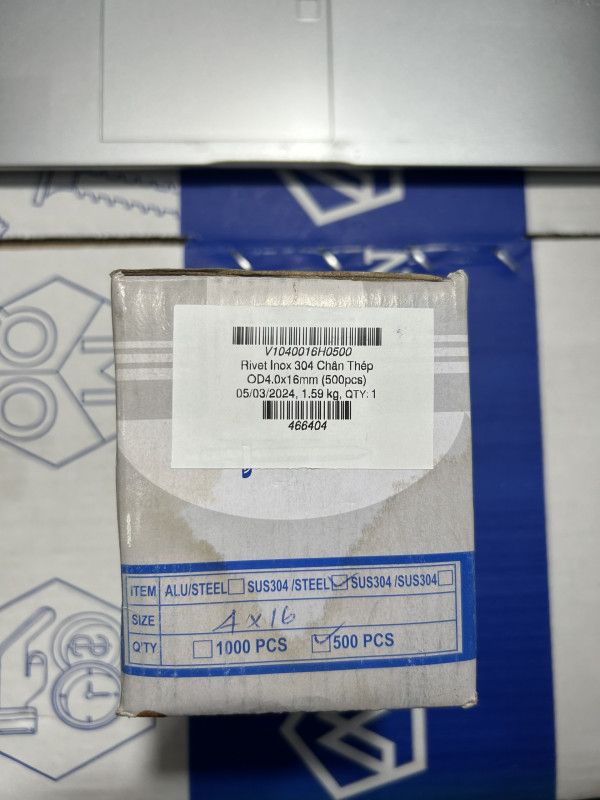 V1040016H0500
Rivet Inox 304 Chân Thép
OD4.0x16mm (500pcs)
05/03/2024, 1.59 kg, QTY: 1
466404
ITEM ALU/STEEL SUS304 /STEEL SUS304 /SUS304
SIZE 4x16
Q'TY 1000 PCS 500 PCS